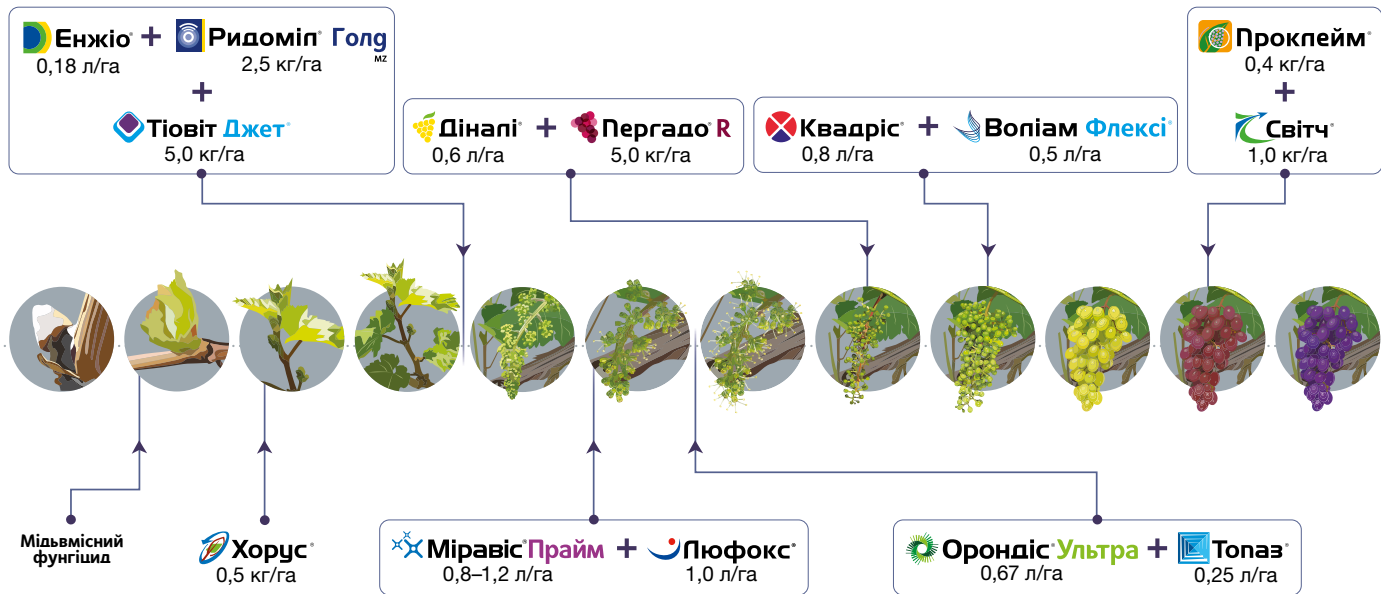 Енжіо® + Ридоміл® Голд MZ
0,18 л/га 2,5 кг/га
+
Тіовіт Джет®
5,0 кг/га
Діналі® + Пергадо® R
0,6 л/га 5,0 кг/га
Квадріс® + Воліам Флексі®
0,8 л/га 0,5 л/га
Проклейм®
0,4 кг/га
+
Світч®
1,0 кг/га
Мідьвмісний
фунгіцид
Хорус®
0,5 кг/га
Міравіс® Прайм + Люфокс®
0,8–1,2 л/га 1,0 л/га
Орондіс® Ультра + Топаз®
0,67 л/га 0,25 л/га